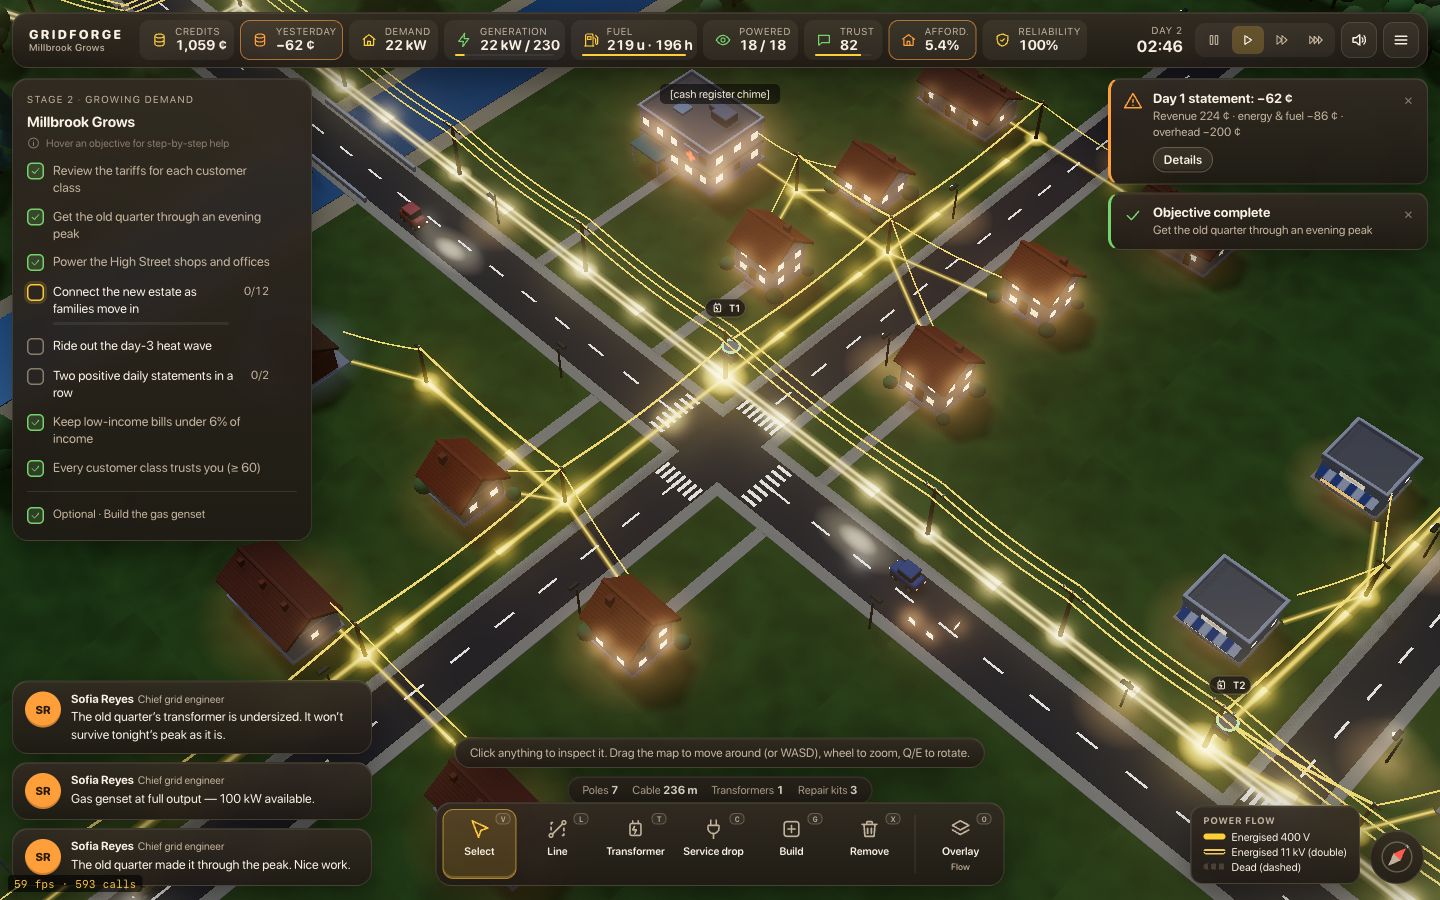 GRIDFORGE
Millbrook Grows
CREDITS
1,059 ¢
YESTERDAY
−62 ¢
DEMAND
22 kW
GENERATION
22 kW / 230
FUEL
219 u · 196 h
POWERED
18 / 18
TRUST
82
AFFORD.
5.4%
RELIABILITY
100%
DAY 2
02:46
STAGE 2 · GROWING DEMAND
Millbrook Grows
Hover an objective for step-by-step help
Review the tariffs for each customer
class
Get the old quarter through an evening
peak
Power the High Street shops and offices
Connect the new estate as
families move in
0/12
Ride out the day-3 heat wave
Two positive daily statements in a
row
0/2
Keep low-income bills under 6% of
income
Every customer class trusts you (≥ 60)
Optional · Build the gas genset
[cash register chime]
Day 1 statement: −62 ¢
Revenue 224 ¢ · energy & fuel −86 ¢ ·
overhead −200 ¢
Details
Objective complete
Get the old quarter through an evening peak
T1
T2
SR
Sofia Reyes Chief grid engineer
The old quarter's transformer is undersized. It won't
survive tonight's peak as it is.
SR
Sofia Reyes Chief grid engineer
Gas genset at full output — 100 kW available.
SR
Sofia Reyes Chief grid engineer
The old quarter made it through the peak. Nice work.
59 fps · 593 calls
Click anything to inspect it. Drag the map to move around (or WASD), wheel to zoom, Q/E to rotate.
Poles 7 Cable 236 m Transformers 1 Repair kits 3
V
Select
L
Line
T
Transformer
C
Service drop
G
Build
X
Remove
O
Overlay
Flow
POWER FLOW
Energised 400 V
Energised 11 kV (double)
Dead (dashed)